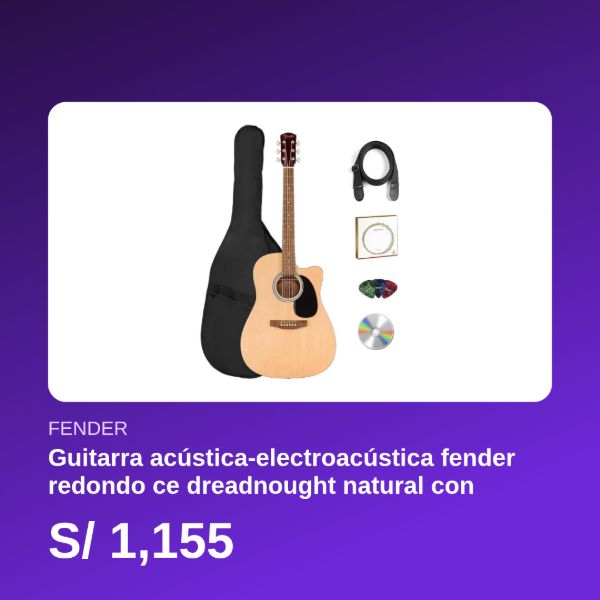 FENDER
Guitarra acústica-electroacústica fender
redondo ce dreadnought natural con
S/ 1,155